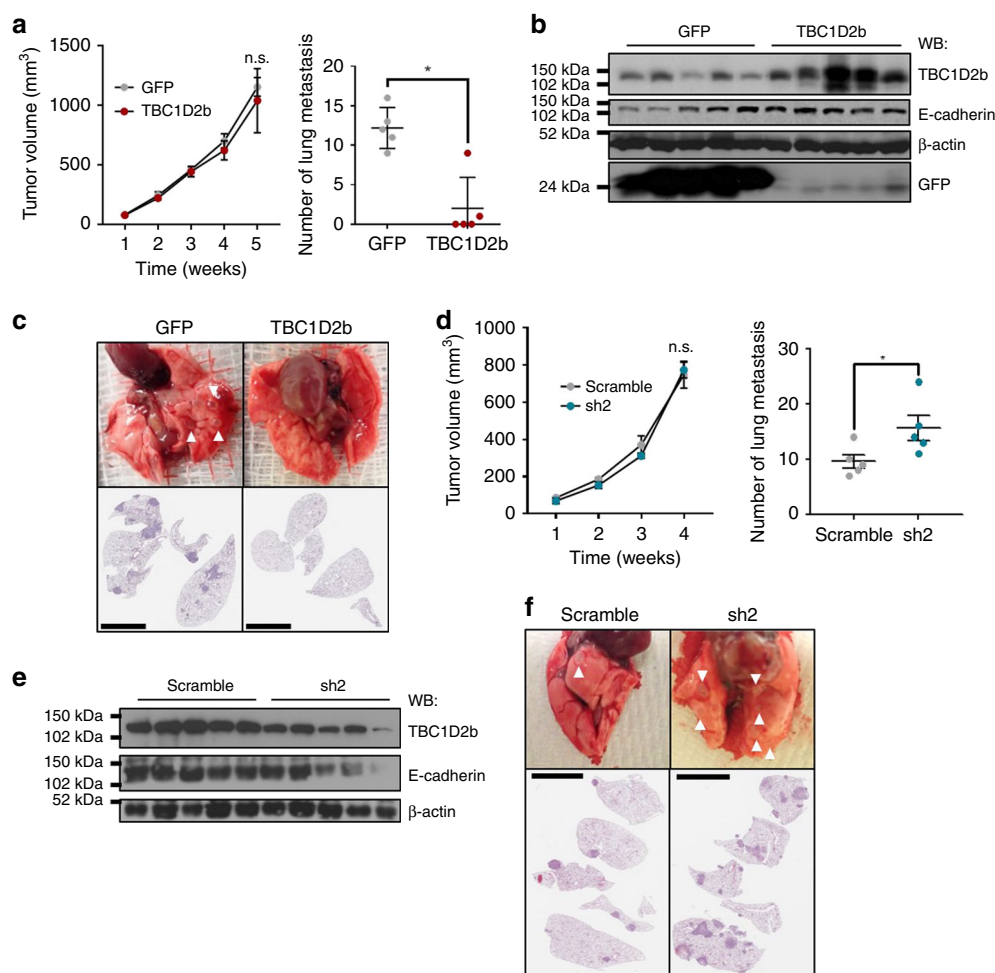 a
Tumor volume (mm³)
1500
1000
500
0
GFP
TBC1D2b
n.s.
1 2 3 4 5
Time (weeks)
Number of lung metastasis
20
15
10
5
0
*
GFP TBC1D2b
b
GFP TBC1D2b
WB:
150 kDa
102 kDa
TBC1D2b
150 kDa
102 kDa
E-cadherin
52 kDa
β-actin
24 kDa
GFP
c
GFP TBC1D2b
d
Tumor volume (mm³)
1000
800
600
400
200
0
Scramble
sh2
n.s.
1 2 3 4
Time (weeks)
Number of lung metastasis
30
20
10
0
*
Scramble sh2
e
Scramble sh2
WB:
150 kDa
102 kDa
TBC1D2b
150 kDa
102 kDa
E-cadherin
52 kDa
β-actin
f
Scramble sh2